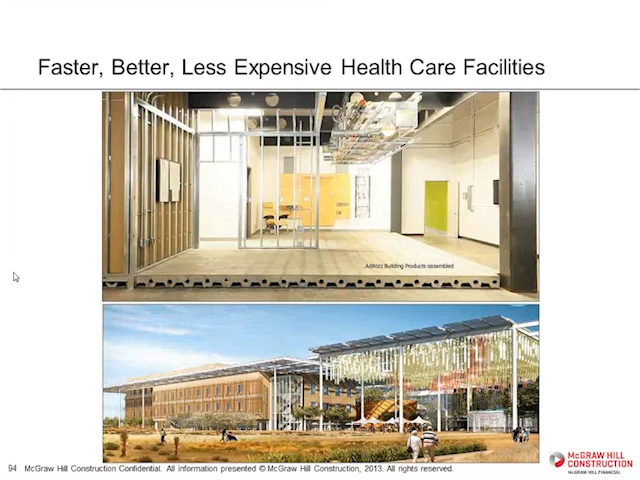 Faster, Better, Less Expensive Health Care Facilities
Aditazz Building Products assembled
94 McGraw Hill Construction Confidential. All information presented © McGraw Hill Construction, 2013. All rights reserved.
McGRAW HILL
CONSTRUCTION
McGRAW HILL FINANCIAL